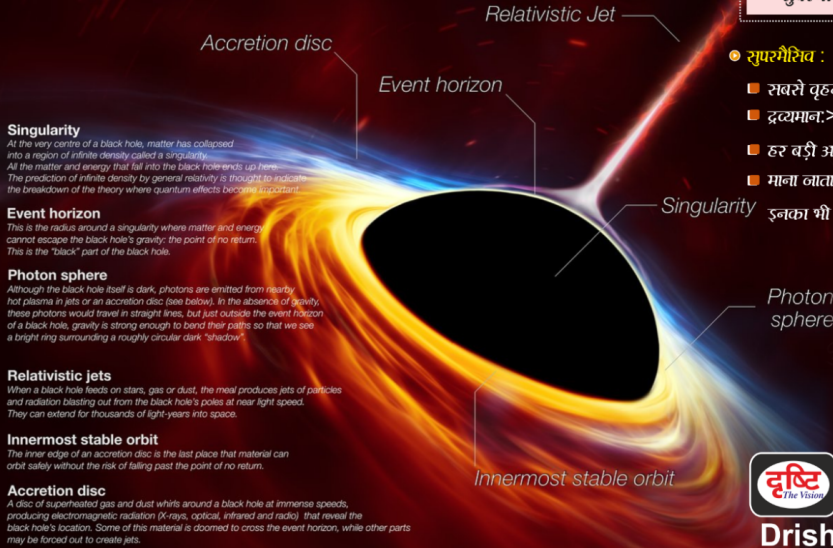 Relativistic Jet
Accretion disc
Event horizon
सुपरमैसिव :
द्रव्यमान:>
हर बड़ी
माना जाता
इनका भी
Singularity
At the very centre of a black hole, matter has collapsed
into a region of infinite density called a singularity.
All the matter and energy that fall into the black hole ends up here.
The prediction of infinite density by general relativity is thought to indicate
the breakdown of the theory where quantum effects become important.
Event horizon
This is the radius around a singularity where matter and energy
cannot escape the black hole's gravity: the point of no return.
This is the "black" part of the black hole.
Singularity
Photon sphere
Although the black hole itself is dark, photons are emitted from nearby
hot plasma in jets or an accretion disc (see below). In the absence of gravity,
these photons would travel in straight lines, but just outside the event horizon
of a black hole, gravity is strong enough to bend their paths so that we see
a bright ring surrounding a roughly circular dark "shadow".
Photon
sphere
Relativistic jets
When a black hole feeds on stars, gas or dust, the meal produces jets of particles
and radiation blasting out from the black hole's poles at near light speed.
They can extend for thousands of light-years into space.
Innermost stable orbit
The inner edge of an accretion disc is the last place that material can
orbit safely without the risk of falling past the point of no return.
Innermost stable orbit
Accretion disc
A disc of superheated gas and dust whirls around a black hole at immense speeds,
producing electromagnetic radiation (X-rays, optical, infrared and radio) that reveal the
black hole's location. Some of this material is doomed to cross the event horizon, while other parts
may be forced out to create jets.
दृष्टि
The Vision
Drish